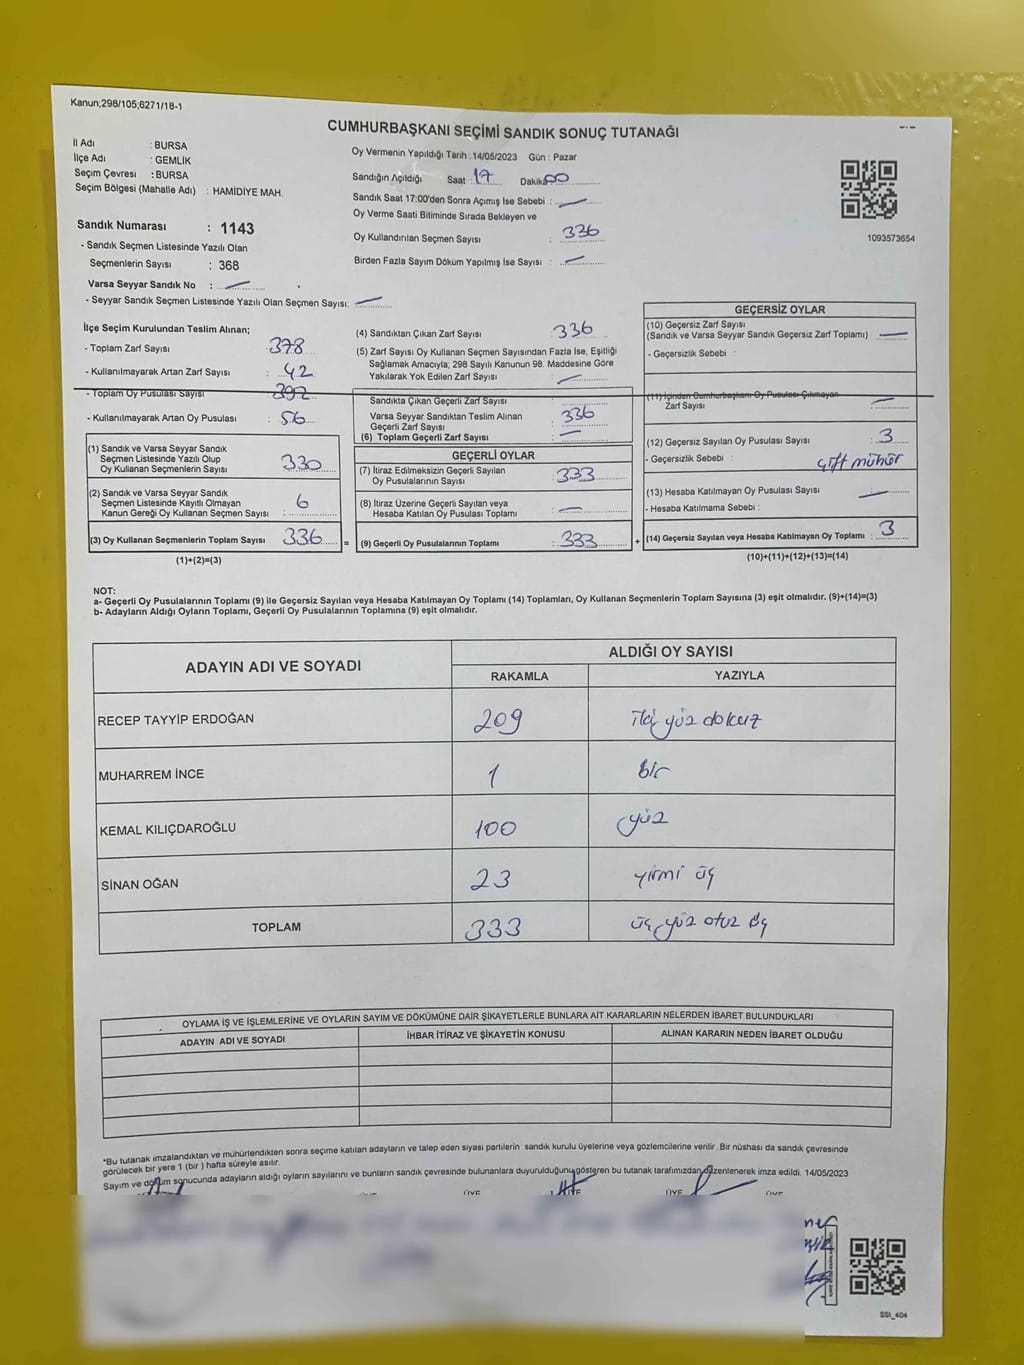 Kanun;298/105;6271/18-1
CUMHURBAŞKANI SEÇİMİ SANDIK SONUÇ TUTANAĞI
İl Adı : BURSA
İlçe Adı : GEMLİK
Seçim Çevresi : BURSA
Seçim Bölgesi (Mahalle Adı) : HAMİDİYE MAH.
Sandık Numarası : 1143
- Sandık Seçmen Listesinde Yazılı Olan
Seçmenlerin Sayısı : 368
Varsa Seyyar Sandık No : —
- Seyyar Sandık Seçmen Listesinde Yazılı Olan Seçmen Sayısı: —
Oy Vermenin Yapıldığı Tarih :14/05/2023 Gün : Pazar
Sandığın Açıldığı Saat : 17 Dakika 00
Sandık Saat 17:00'den Sonra Açımış İse Sebebi : —
Oy Verme Saati Bitiminde Sırada Bekleyen ve
Oy Kullandırılan Seçmen Sayısı : 336
Birden Fazla Sayım Döküm Yapılmış İse Sayısı : —
1093573654
İlçe Seçim Kurulundan Teslim Alınan;
- Toplam Zarf Sayısı : 378
- Kullanılmayarak Artan Zarf Sayısı : 42
- Toplam Oy Pusulası Sayısı : 392
- Kullanılmayarak Artan Oy Pusulası : 56
(1) Sandık ve Varsa Seyyar Sandık
Seçmen Listesinde Yazılı Olup
Oy Kullanan Seçmenlerin Sayısı : 330
(2) Sandık ve Varsa Seyyar Sandık
Seçmen Listesinde Kayıtlı Olmayan
Kanun Gereği Oy Kullanan Seçmen Sayısı : 6
(3) Oy Kullanan Seçmenlerin Toplam Sayısı : 336 =
(1)+(2)=(3)
(4) Sandıktan Çıkan Zarf Sayısı : 336
(5) Zarf Sayısı Oy Kullanan Seçmen Sayısından Fazla İse, Eşitliği
Sağlamak Amacıyla; 298 Sayılı Kanunun 98. Maddesine Göre
Yakılarak Yok Edilen Zarf Sayısı : —
Sandıkta Çıkan Geçerli Zarf Sayısı
Varsa Seyyar Sandıktan Teslim Alınan : 336
Geçerli Zarf Sayısı
(6) Toplam Geçerli Zarf Sayısı : —
GEÇERLİ OYLAR
(7) İtiraz Edilmeksizin Geçerli Sayılan
Oy Pusulalarının Sayısı : 333
(8) İtiraz Üzerine Geçerli Sayılan veya
Hesaba Katılan Oy Pusulası Toplamı : —
(9) Geçerli Oy Pusulalarının Toplamı : 333 +
GEÇERSİZ OYLAR
(10) Geçersiz Zarf Sayısı
(Sandık ve Varsa Seyyar Sandık Geçersiz Zarf Toplamı) : —
- Geçersizlik Sebebi :
(11) İçinden Cumhurbaşkanı Oy Pusulası Çıkmayan
Zarf Sayısı : —
(12) Geçersiz Sayılan Oy Pusulası Sayısı : 3
- Geçersizlik Sebebi : çift mühür
(13) Hesaba Katılmayan Oy Pusulası Sayısı : —
- Hesaba Katılmama Sebebi :
(14) Geçersiz Sayılan veya Hesaba Katılmayan Oy Toplamı : 3
(10)+(11)+(12)+(13)=(14)
NOT:
a- Geçerli Oy Pusulalarının Toplamı (9) ile Geçersiz Sayılan veya Hesaba Katılmayan Oy Toplamı (14) Toplamları, Oy Kullanan Seçmenlerin Toplam Sayısına (3) eşit olmalıdır. (9)+(14)=(3)
b- Adayların Aldığı Oyların Toplamı, Geçerli Oy Pusulalarının Toplamına (9) eşit olmalıdır.
ADAYIN ADI VE SOYADI ALDIĞI OY SAYISI
RAKAMLA YAZIYLA
RECEP TAYYİP ERDOĞAN 209 iki yüz dokuz
MUHARREM İNCE 1 bir
KEMAL KILIÇDAROĞLU 100 yüz
SİNAN OĞAN 23 yirmi üç
TOPLAM 333 üç yüz otuz üç
OYLAMA İŞ VE İŞLEMLERİNE VE OYLARIN SAYIM VE DÖKÜMÜNE DAİR ŞİKAYETLERLE BUNLARA AİT KARARLARIN NELERDEN İBARET BULUNDUKLARI
ADAYIN ADI VE SOYADI İHBAR İTİRAZ VE ŞİKAYETİN KONUSU ALINAN KARARIN NEDEN İBARET OLDUĞU
*Bu tutanak imzalandıktan ve mühürlendikten sonra seçime katılan adayların ve talep eden siyasi partilerin sandık kurulu üyelerine veya gözlemcilerine verilir .Bir nüshası da sandık çevresinde
görülecek bir yere 1 (bir ) hafta süreyle asılır.
Sayım ve döküm sonucunda adayların aldığı oyların sayılarını ve bunların sandık çevresinde bulunanlara duyurulduğunu gösteren bu tutanak tarafımızdan düzenlenerek imza edildi. 14/05/2023
ÜYE ÜYE ÜYE ÜYE
SSI_404